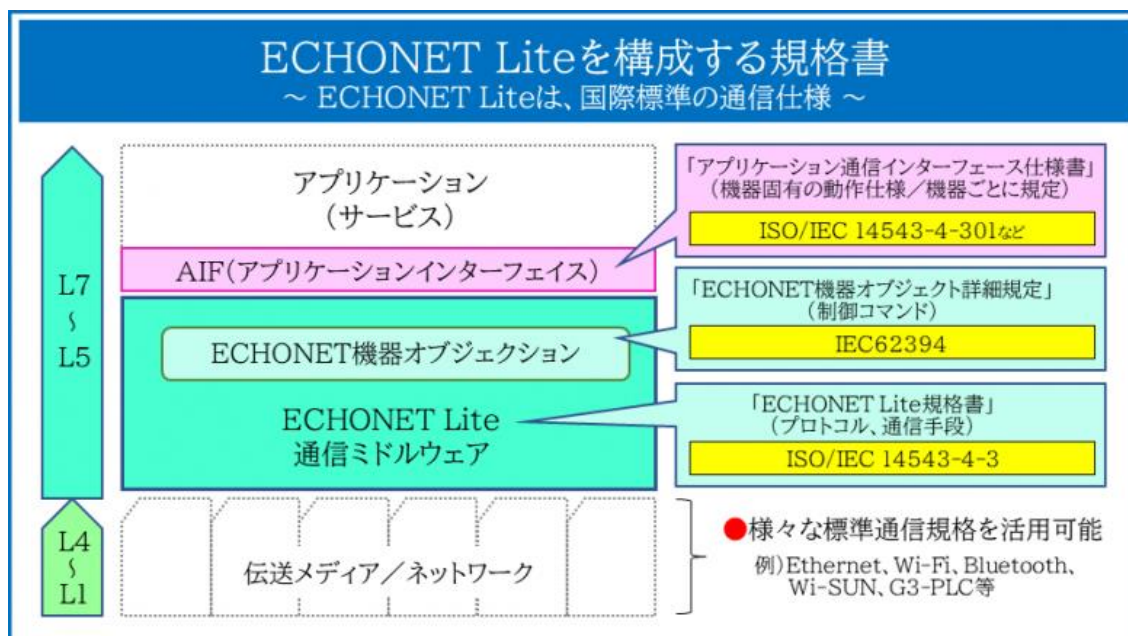 ECHONET Liteを構成する規格書
～ ECHONET Liteは、国際標準の通信仕様 ～
L7
～
L5
アプリケーション
（サービス）
AIF（アプリケーションインターフェイス）
ECHONET機器オブジェクション
ECHONET Lite
通信ミドルウェア
「アプリケーション通信インターフェース仕様書」
（機器固有の動作仕様／機器ごとに規定）
ISO/IEC 14543-4-301など
「ECHONET機器オブジェクト詳細規定」
（制御コマンド）
IEC62394
「ECHONET Lite規格書」
（プロトコル、通信手段）
ISO/IEC 14543-4-3
L4
～
L1
伝送メディア／ネットワーク
●様々な標準通信規格を活用可能
例）Ethernet、Wi-Fi、Bluetooth、
Wi-SUN、G3-PLC等